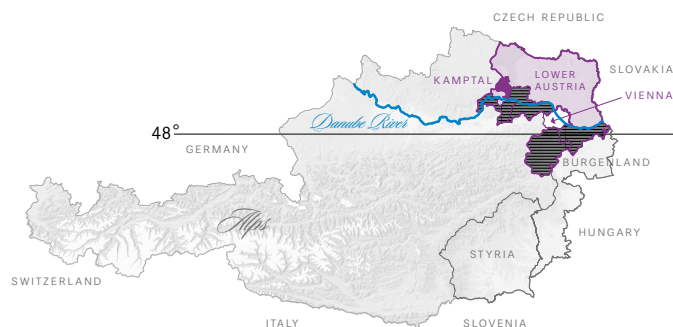 CZECH REPUBLIC
SLOVAKIA
KAMPTAL
LOWER
AUSTRIA
VIENNA
Danube River
48°
GERMANY
BURGENLAND
Alps
HUNGARY
STYRIA
SWITZERLAND
ITALY
SLOVENIA